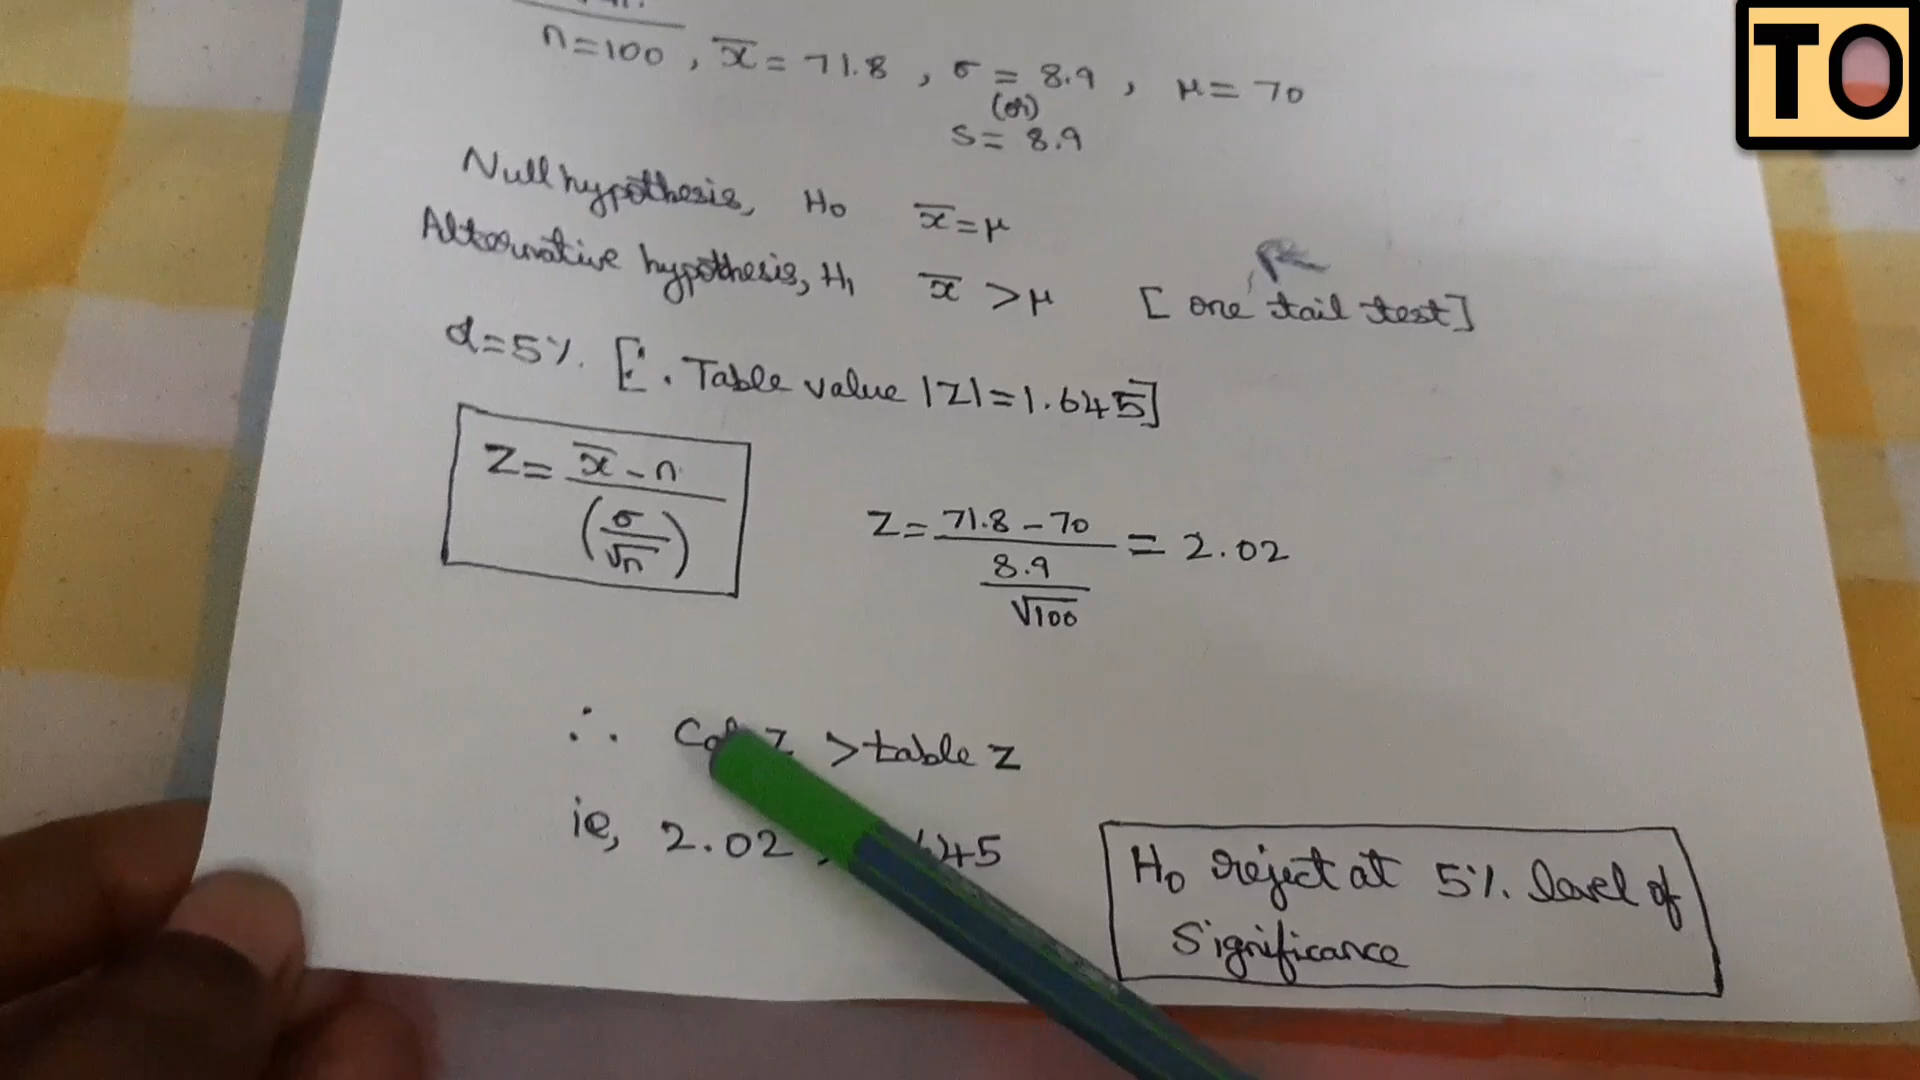 TO
n=100, x̄=71.8, σ=8.9, μ=70
(or)
s=8.9
Null hypothesis, H₀ x̄=μ
Alternative hypothesis, H₁ x̄>μ [one tail test]
α=5%. [∵ Table value |Z|=1.645]
Z= x̄-n / (σ/√n)
Z= 71.8-70 / (8.9/√100) = 2.02
∴ Z > table Z
ie, 2.02 645
H₀ reject at 5% level of
Significance